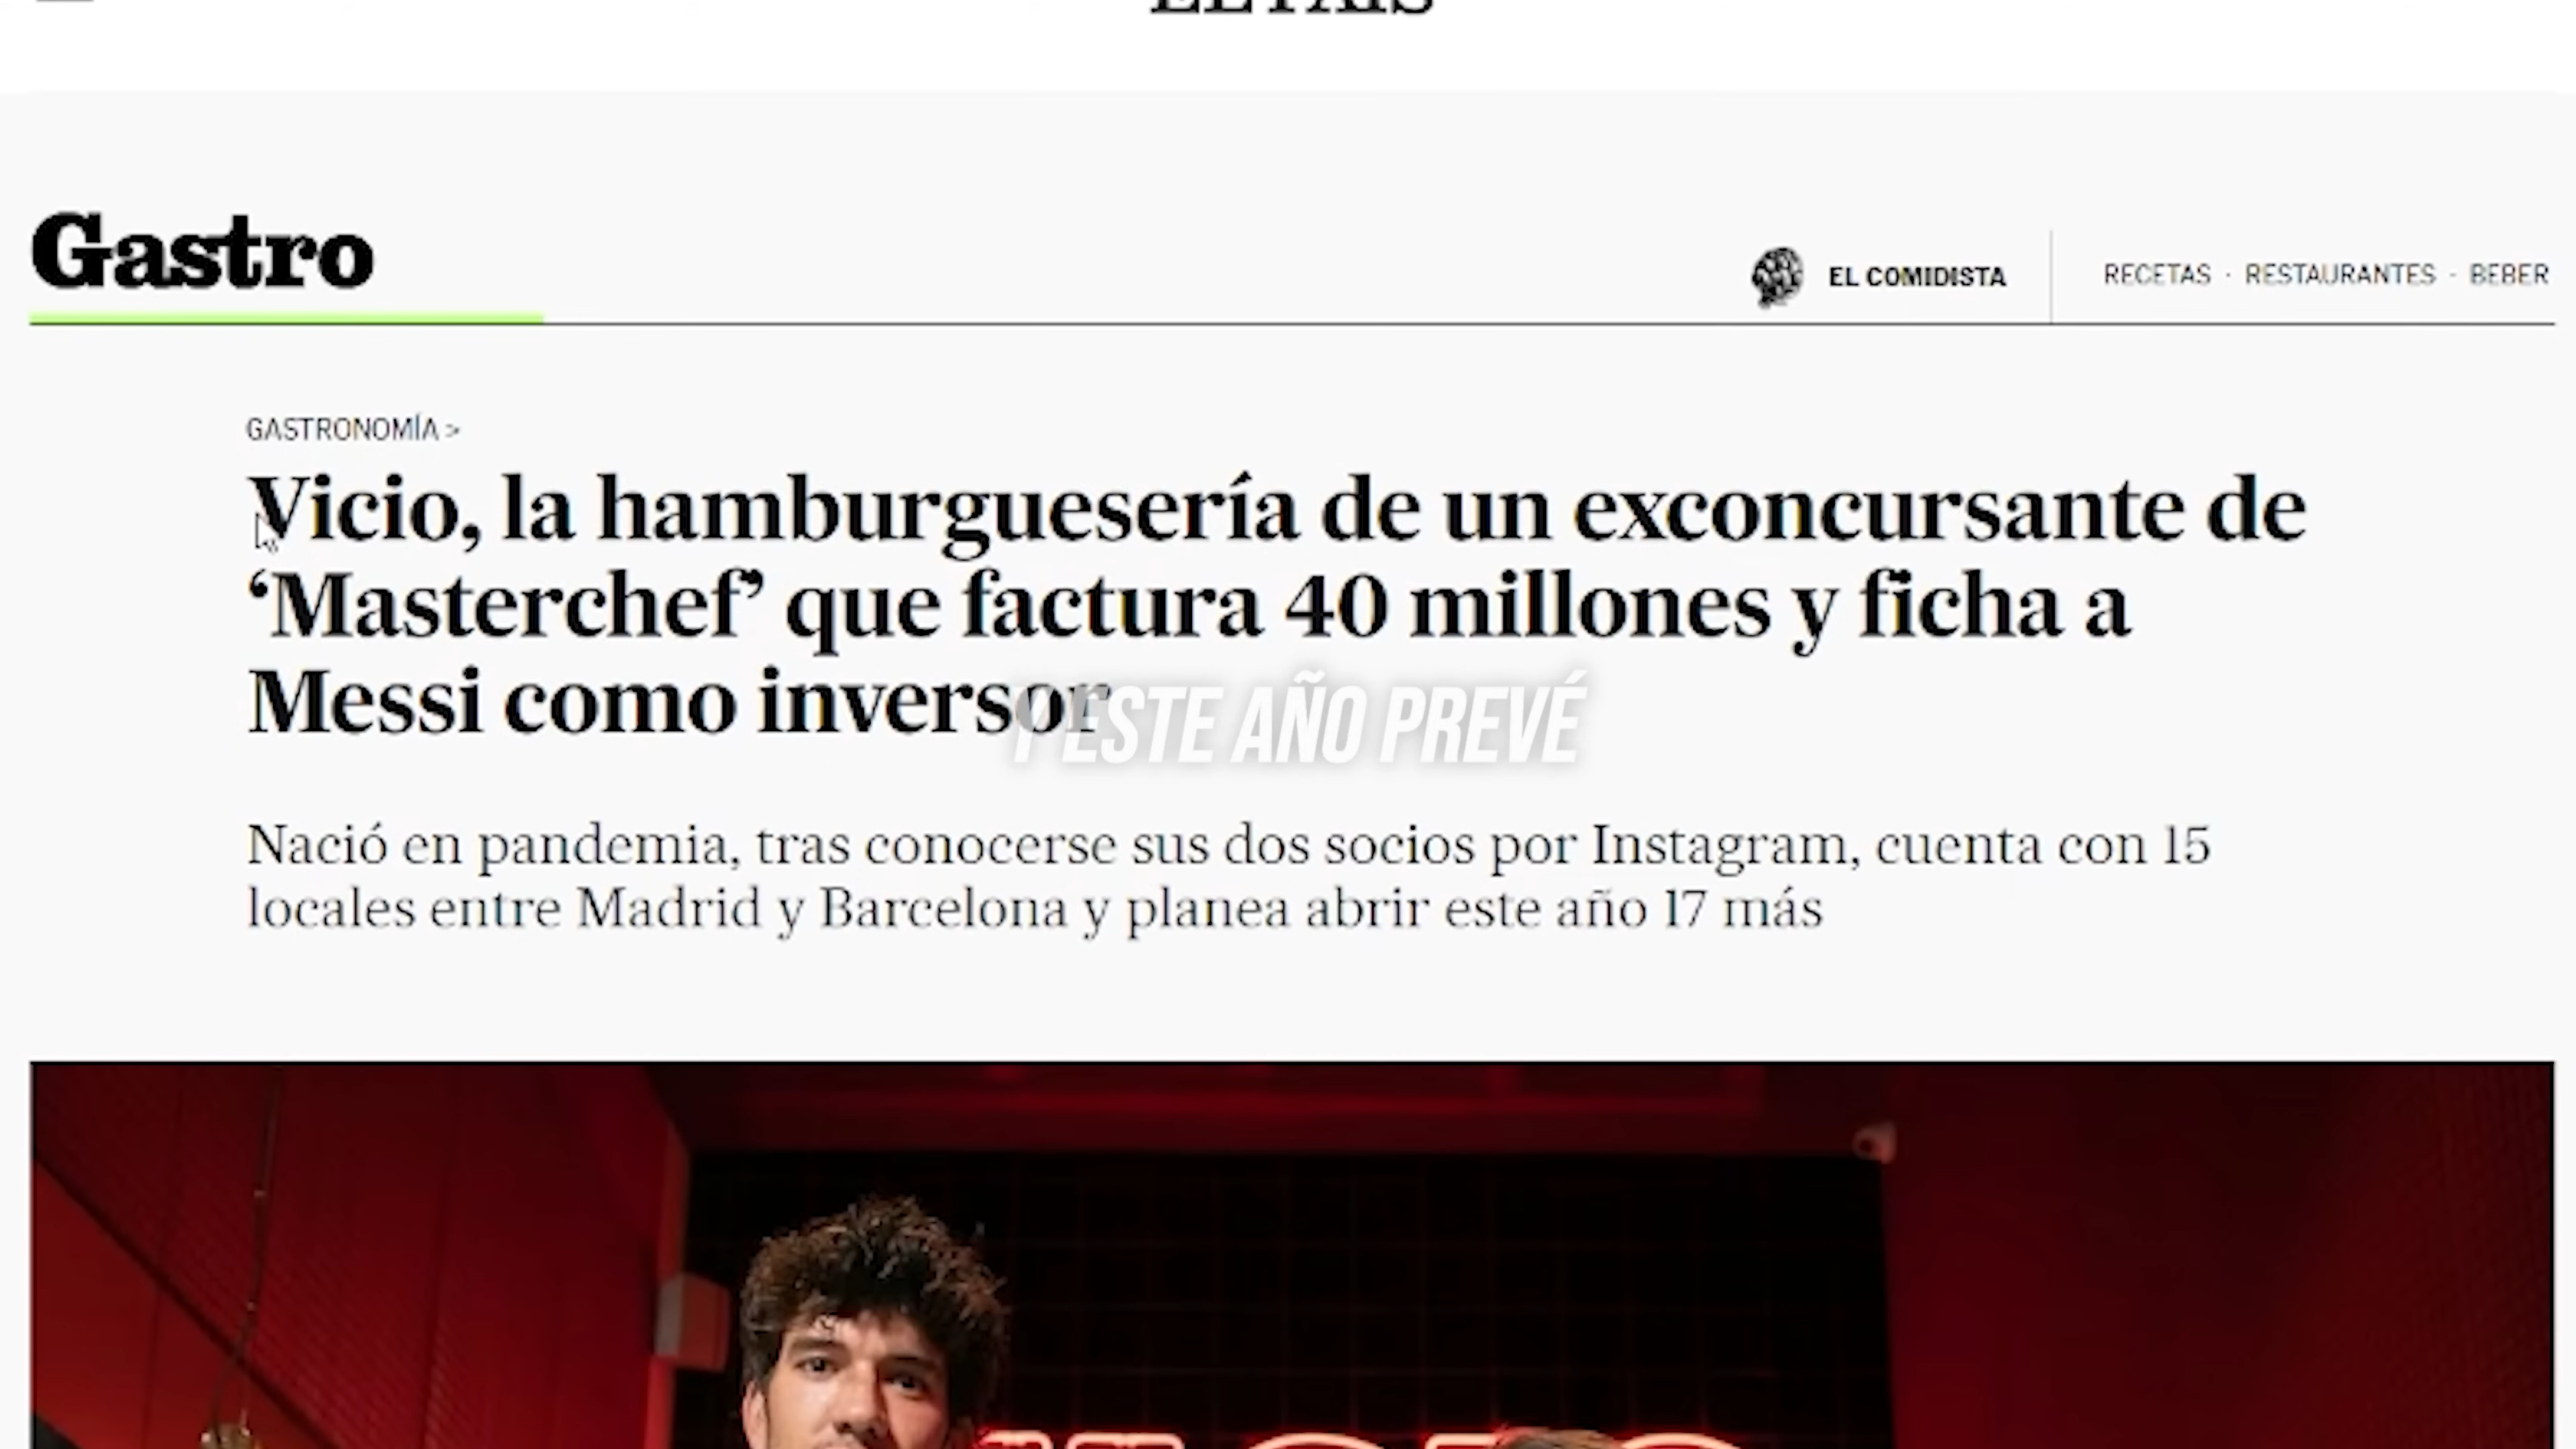 EL PAÍS
Gastro
EL COMIDISTA
RECETAS · RESTAURANTES · BEBER
GASTRONOMÍA >
Vicio, la hamburguesería de un exconcursante de
‘Masterchef’ que factura 40 millones y ficha a
Messi como inversor
Y ESTE AÑO PREVÉ
Nació en pandemia, tras conocerse sus dos socios por Instagram, cuenta con 15
locales entre Madrid y Barcelona y planea abrir este año 17 más